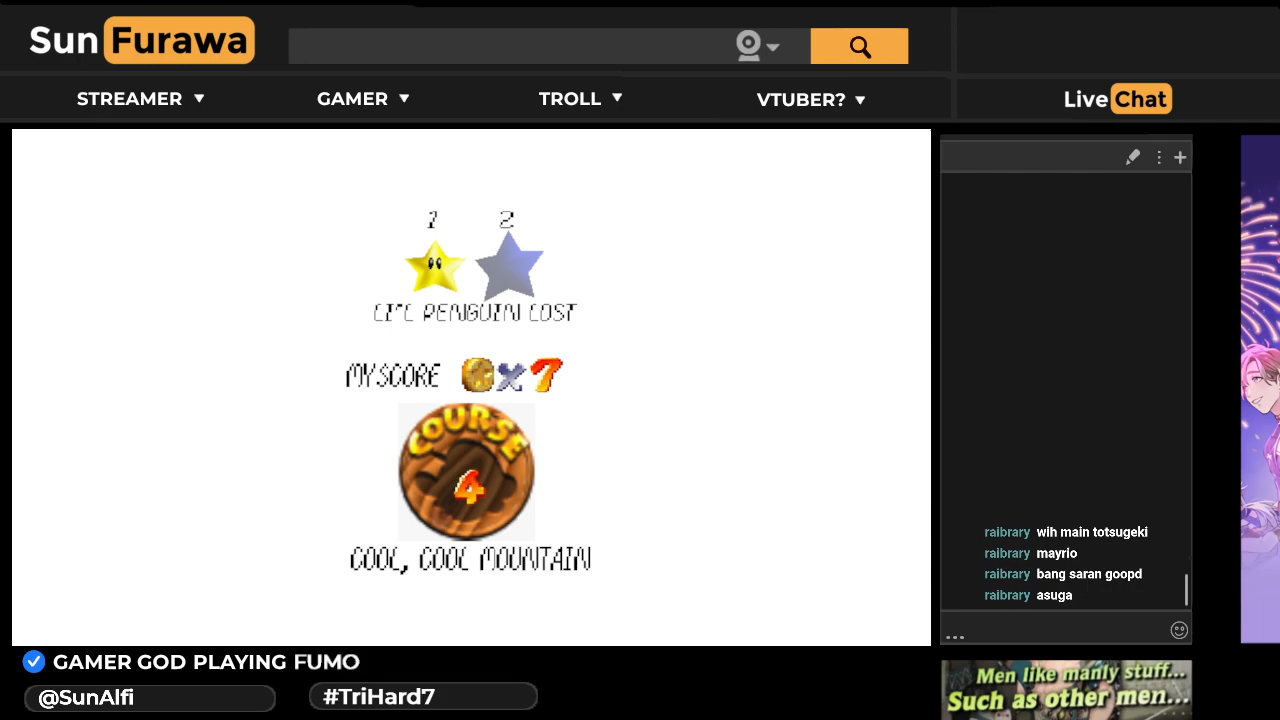 Sun Furawa
STREAMER ▼ GAMER ▼ TROLL ▼ VTUBER? ▼
Live Chat
1 2
LI'L PENGUIN LOST
MY SCORE × 7
COURSE
4
COOL, COOL MOUNTAIN
raibrary wih main totsugeki
raibrary mayrio
raibrary bang saran goopd
raibrary asuga
...
GAMER GOD PLAYING FUMO
@SunAlfi #TriHard7
Men like manly stuff...
Such as other men...